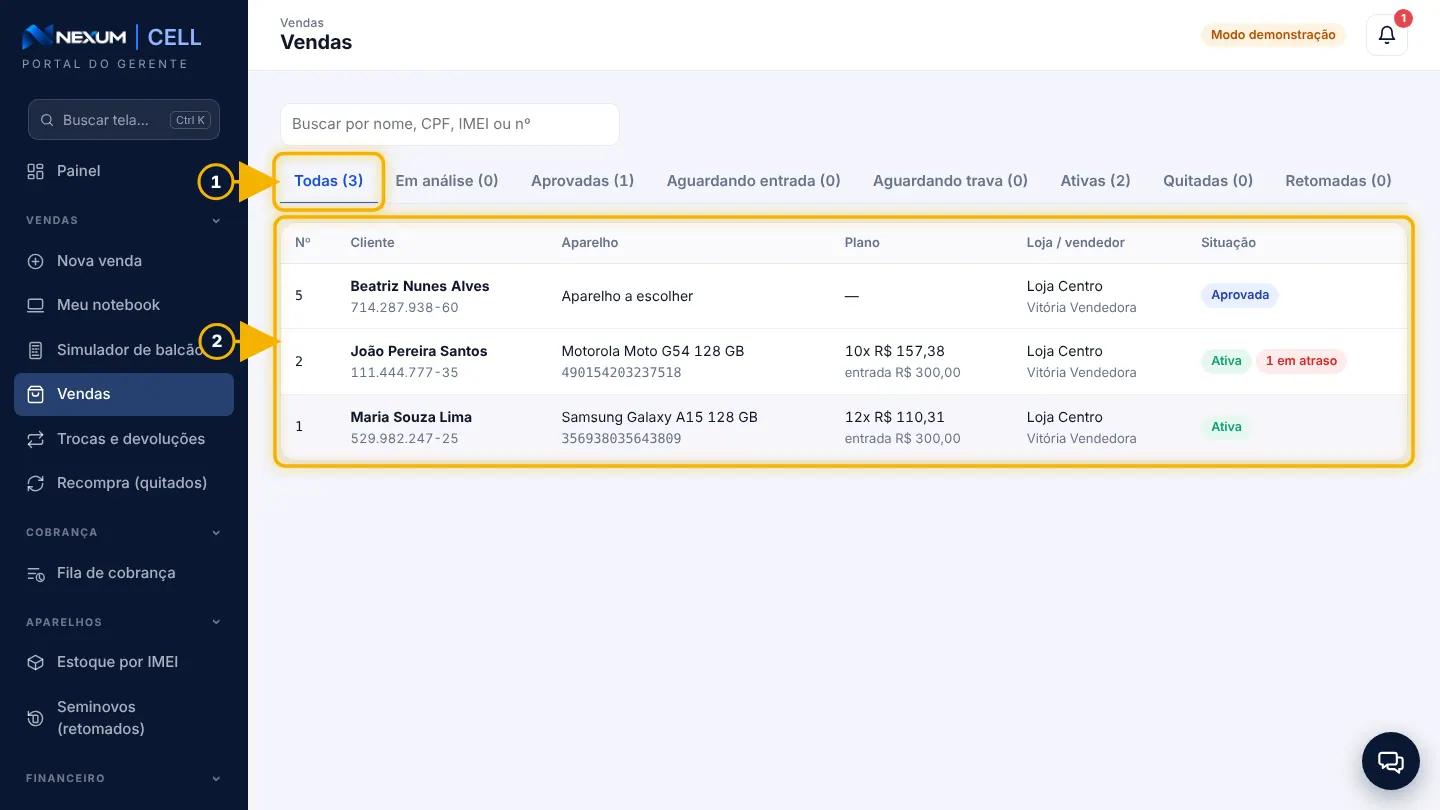 NEXUM | CELL
PORTAL DO GERENTE
Buscar tela... Ctrl K
Painel
VENDAS
Nova venda
Meu notebook
Simulador de balcão
Vendas
Trocas e devoluções
Recompra (quitados)
COBRANÇA
Fila de cobrança
APARELHOS
Estoque por IMEI
Seminovos
(retomados)
FINANCEIRO
Vendas
Vendas
Modo demonstração
1
Buscar por nome, CPF, IMEI ou nº
1
Todas (3) Em análise (0) Aprovadas (1) Aguardando entrada (0) Aguardando trava (0) Ativas (2) Quitadas (0) Retomadas (0)
2
Nº Cliente Aparelho Plano Loja / vendedor Situação
5 Beatriz Nunes Alves Aparelho a escolher — Loja Centro Aprovada
714.287.938-60 Vitória Vendedora
2 João Pereira Santos Motorola Moto G54 128 GB 10x R$ 157,38 Loja Centro Ativa 1 em atraso
111.444.777-35 490154203237518 entrada R$ 300,00 Vitória Vendedora
1 Maria Souza Lima Samsung Galaxy A15 128 GB 12x R$ 110,31 Loja Centro Ativa
529.982.247-25 356938035643809 entrada R$ 300,00 Vitória Vendedora